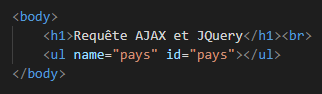 <body>
<h1>Requête AJAX et JQuery</h1><br>
<ul name="pays" id="pays"></ul>
</body>